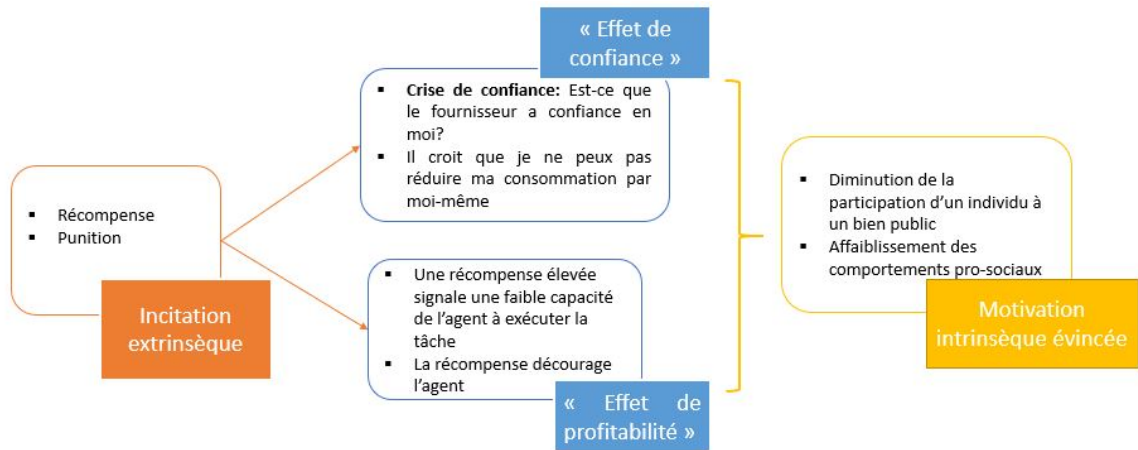 « Effet de
confiance »
▪ Crise de confiance: Est-ce que
le fournisseur a confiance en
moi?
▪ Il croit que je ne peux pas
réduire ma consommation par
moi-même
▪ Récompense
▪ Punition
Incitation
extrinsèque
▪ Une récompense élevée
signale une faible capacité
de l’agent à exécuter la
tâche
▪ La récompense décourage
l’agent
« Effet de
profitabilité »
▪ Diminution de la
participation d’un individu à
un bien public
▪ Affaiblissement des
comportements pro-sociaux
Motivation
intrinsèque évincée